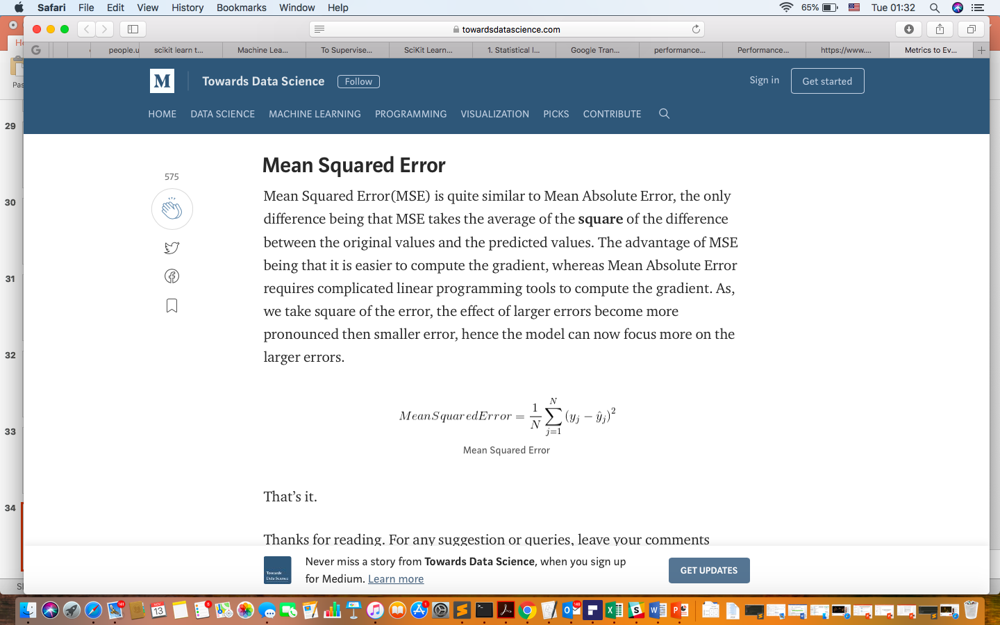 Safari File Edit View History Bookmarks Window Help 65% Tue 01:32
towardsdatascience.com
people.u scikit learn t... Machine Lea... To Supervise... SciKit Learn... 1. Statistical I... Google Tran... performance... Performance... https://www.... Metrics to Ev...
M Towards Data Science Follow Sign in Get started
HOME DATA SCIENCE MACHINE LEARNING PROGRAMMING VISUALIZATION PICKS CONTRIBUTE
29
30
31
32
33
34
575
Mean Squared Error
Mean Squared Error(MSE) is quite similar to Mean Absolute Error, the only
difference being that MSE takes the average of the square of the difference
between the original values and the predicted values. The advantage of MSE
being that it is easier to compute the gradient, whereas Mean Absolute Error
requires complicated linear programming tools to compute the gradient. As,
we take square of the error, the effect of larger errors become more
pronounced then smaller error, hence the model can now focus more on the
larger errors.
MeanSquaredError = 1/N ∑_{j=1}^{N} (y_j − ŷ_j)²
Mean Squared Error
That's it.
Thanks for reading. For any suggestion or queries, leave your comments
Towards
Data Science
Never miss a story from Towards Data Science, when you sign up
for Medium. Learn more
GET UPDATES
NOV
13